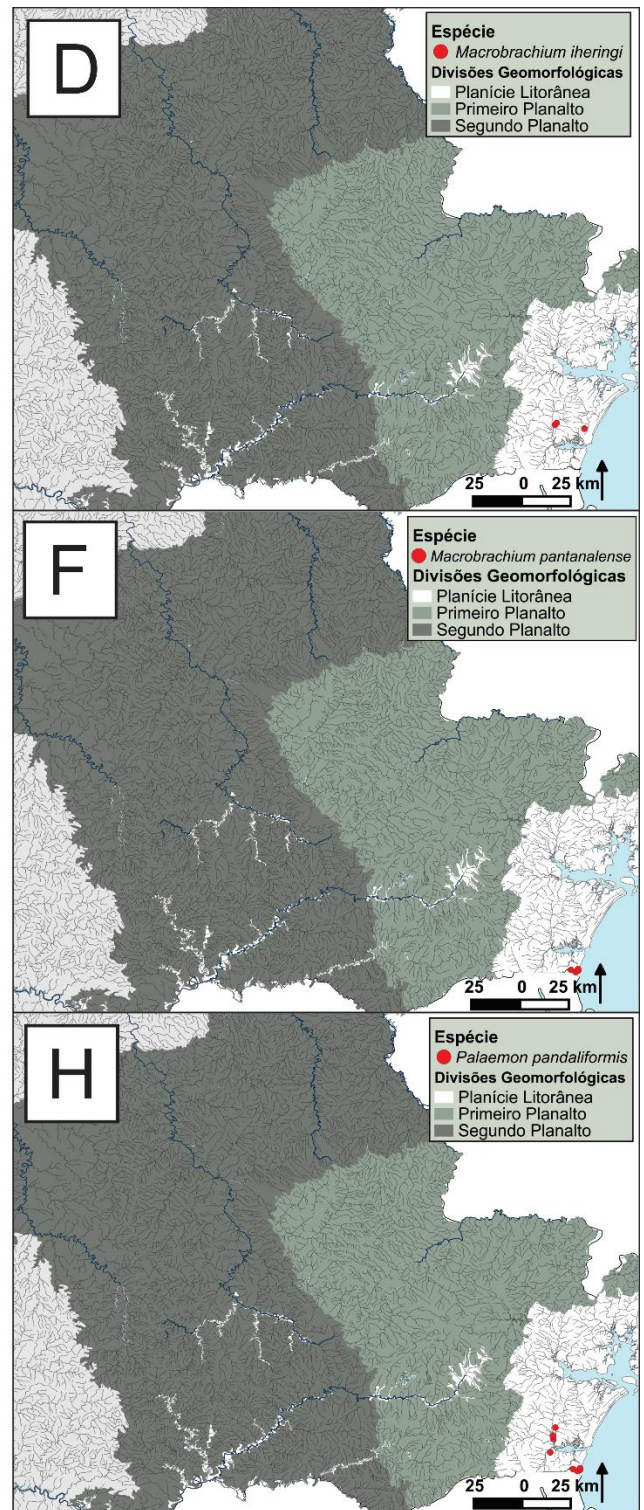 D
Espécie
Macrobrachium iheringi
Divisões Geomorfológicas
Planície Litorânea
Primeiro Planalto
Segundo Planalto
25 0 25 km
F
Espécie
Macrobrachium pantanalense
Divisões Geomorfológicas
Planície Litorânea
Primeiro Planalto
Segundo Planalto
25 0 25 km
H
Espécie
Palaemon pandaliformis
Divisões Geomorfológicas
Planície Litorânea
Primeiro Planalto
Segundo Planalto
25 0 25 km